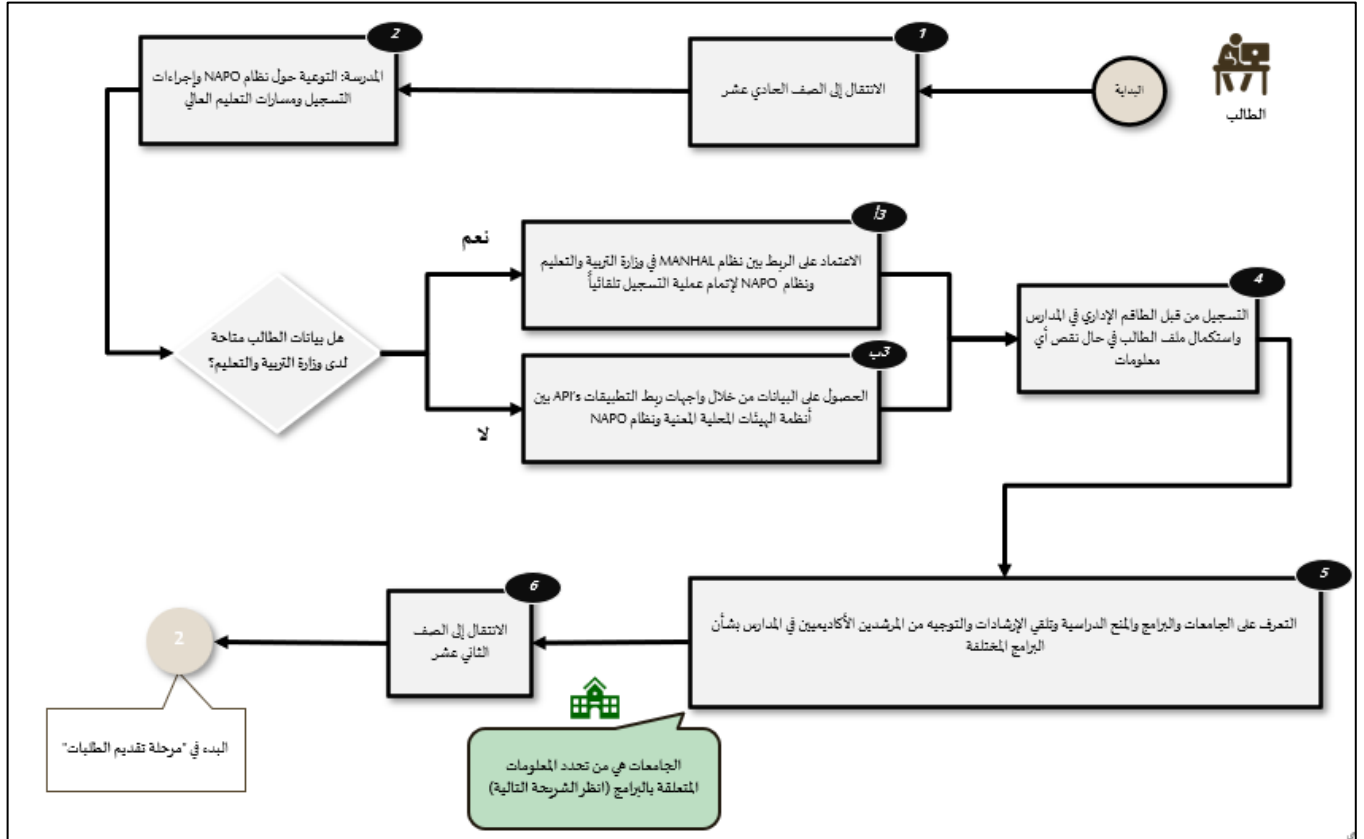 الطالب
البداية
1
الانتقال إلى الصف الحادي عشر
2
المدرسة: التوعية حول نظام NAPO وإجراءات
التسجيل ومسارات التعليم العالي
هل بيانات الطالب متاحة
لدى وزارة التربية والتعليم؟
نعم
3أ
الاعتماد على الربط بين نظام MANHAL في وزارة التربية والتعليم
ونظام NAPO لإتمام عملية التسجيل تلقائياً
لا
3ب
الحصول على البيانات من خلال واجهات ربط التطبيقات API's بين
أنظمة الهيئات المحلية المعنية ونظام NAPO
4
التسجيل من قبل الطاقم الإداري في المدارس
واستكمال ملف الطالب في حال نقص أي
معلومات
5
التعرف على الجامعات والبرامج والمنح الدراسية وتلقي الإرشادات والتوجيه من المرشدين الأكاديميين في المدارس بشأن
البرامج المختلفة
الجامعات هي من تحدد المعلومات
المتعلقة بالبرامج (انظر الشريحة التالية)
6
الانتقال إلى الصف
الثاني عشر
2
البدء في "مرحلة تقديم الطلبات"